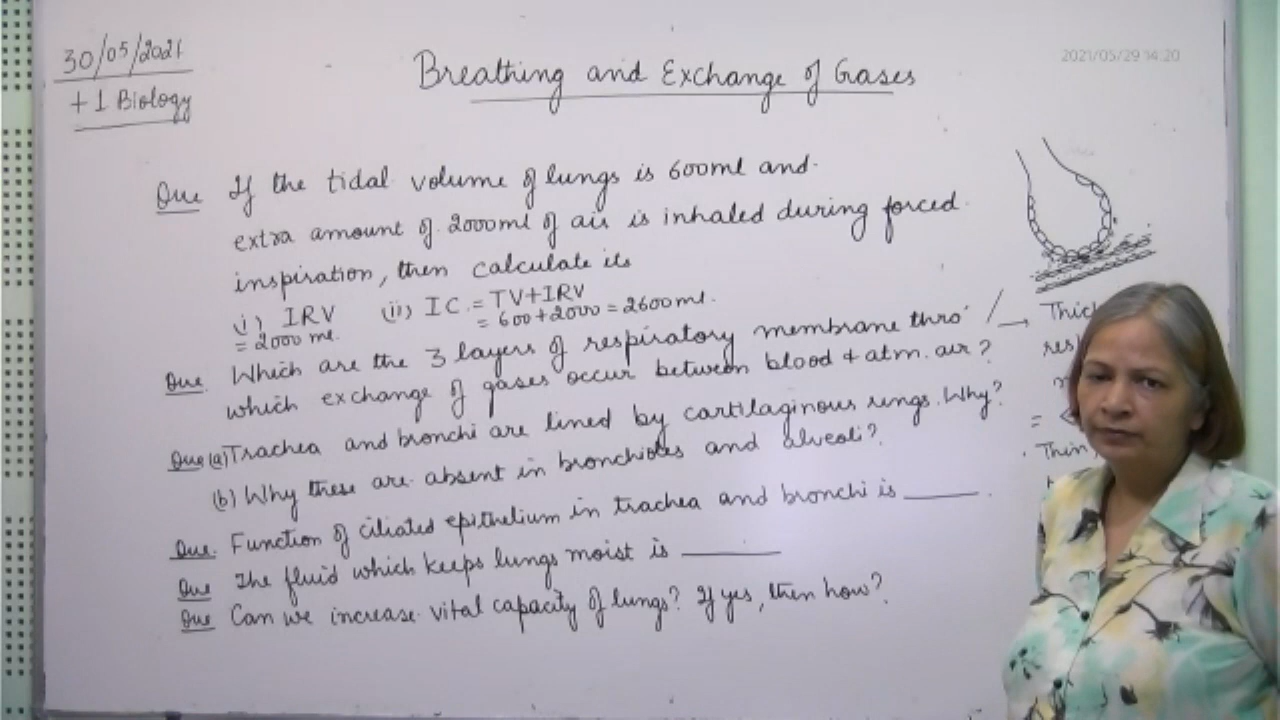 30/05/2021
+1 Biology
Breathing and Exchange of Gases
2021/05/29 14:20
Que If the tidal volume of lungs is 600ml and
extra amount of 2000ml of air is inhaled during forced
inspiration, then calculate its
(i) IRV (ii) IC = TV+IRV
= 2000 ml. = 600+2000 = 2600ml.
Que. Which are the 3 layers of respiratory membrane thro'
which exchange of gases occur between blood & atm. air?
Que (a) Trachea and bronchi are lined by cartilaginous rings. Why?
(b) Why these are absent in bronchioles and alveoli?
Que. Function of ciliated epithelium in trachea and bronchi is ______.
Que The fluid which keeps lungs moist is ______
Que Can we increase vital capacity of lungs? If yes, then how?
= <
Thin